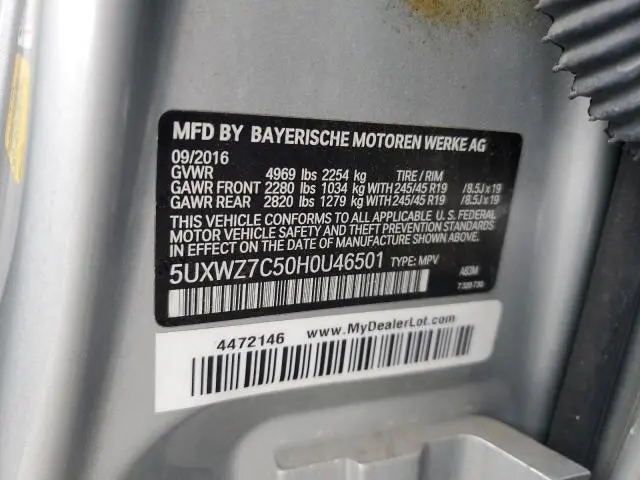 MFD BY BAYERISCHE MOTOREN WERKE AG
09/2016
GVWR 4969 lbs 2254 kg TIRE / RIM
GAWR FRONT 2280 lbs 1034 kg WITH 245/45 R19 /8.5J x 19
GAWR REAR 2820 lbs 1279 kg WITH 245/45 R19 /8.5J x 19
THIS VEHICLE CONFORMS TO ALL APPLICABLE U. S. FEDERAL
MOTOR VEHICLE SAFETY AND THEFT PREVENTION STANDARDS
IN EFFECT ON THE DATE OF MANUFACTURE SHOWN ABOVE.
5UXWZ7C50H0U46501 TYPE: MPV A83M
4472146 www.MyDealerLot.com